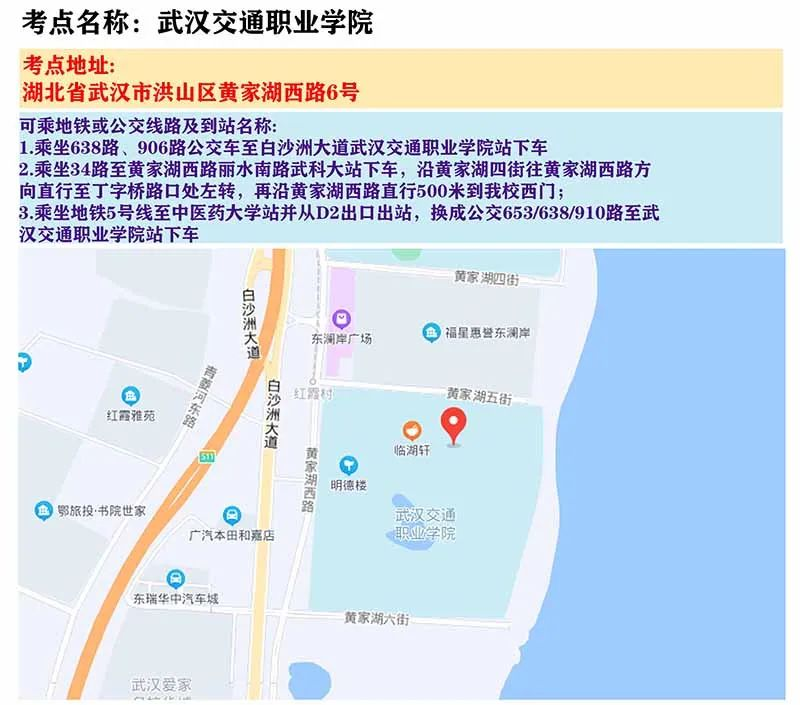 考点名称：武汉交通职业学院
考点地址:
湖北省武汉市洪山区黄家湖西路6号
可乘地铁或公交线路及到站名称:
1.乘坐638路、906路公交车至白沙洲大道武汉交通职业学院站下车
2.乘坐34路至黄家湖西路丽水南路武科大站下车，沿黄家湖四街往黄家湖西路方
向直行至丁字桥路口处左转，再沿黄家湖西路直行500米到我校西门；
3.乘坐地铁5号线至中医药大学站并从D2出口出站，换成公交653/638/910路至武
汉交通职业学院站下车
黄家湖四街
白沙洲大道
东澜岸广场
福星惠誉东澜岸
青菱河东路
红霞村
黄家湖五街
红霞雅苑
白沙洲大道
临湖轩
黄家湖西路
S11
明德楼
鄂旅投·书院世家
武汉交通
职业学院
广汽本田和嘉店
东瑞华中汽车城
黄家湖六街
武汉爱家